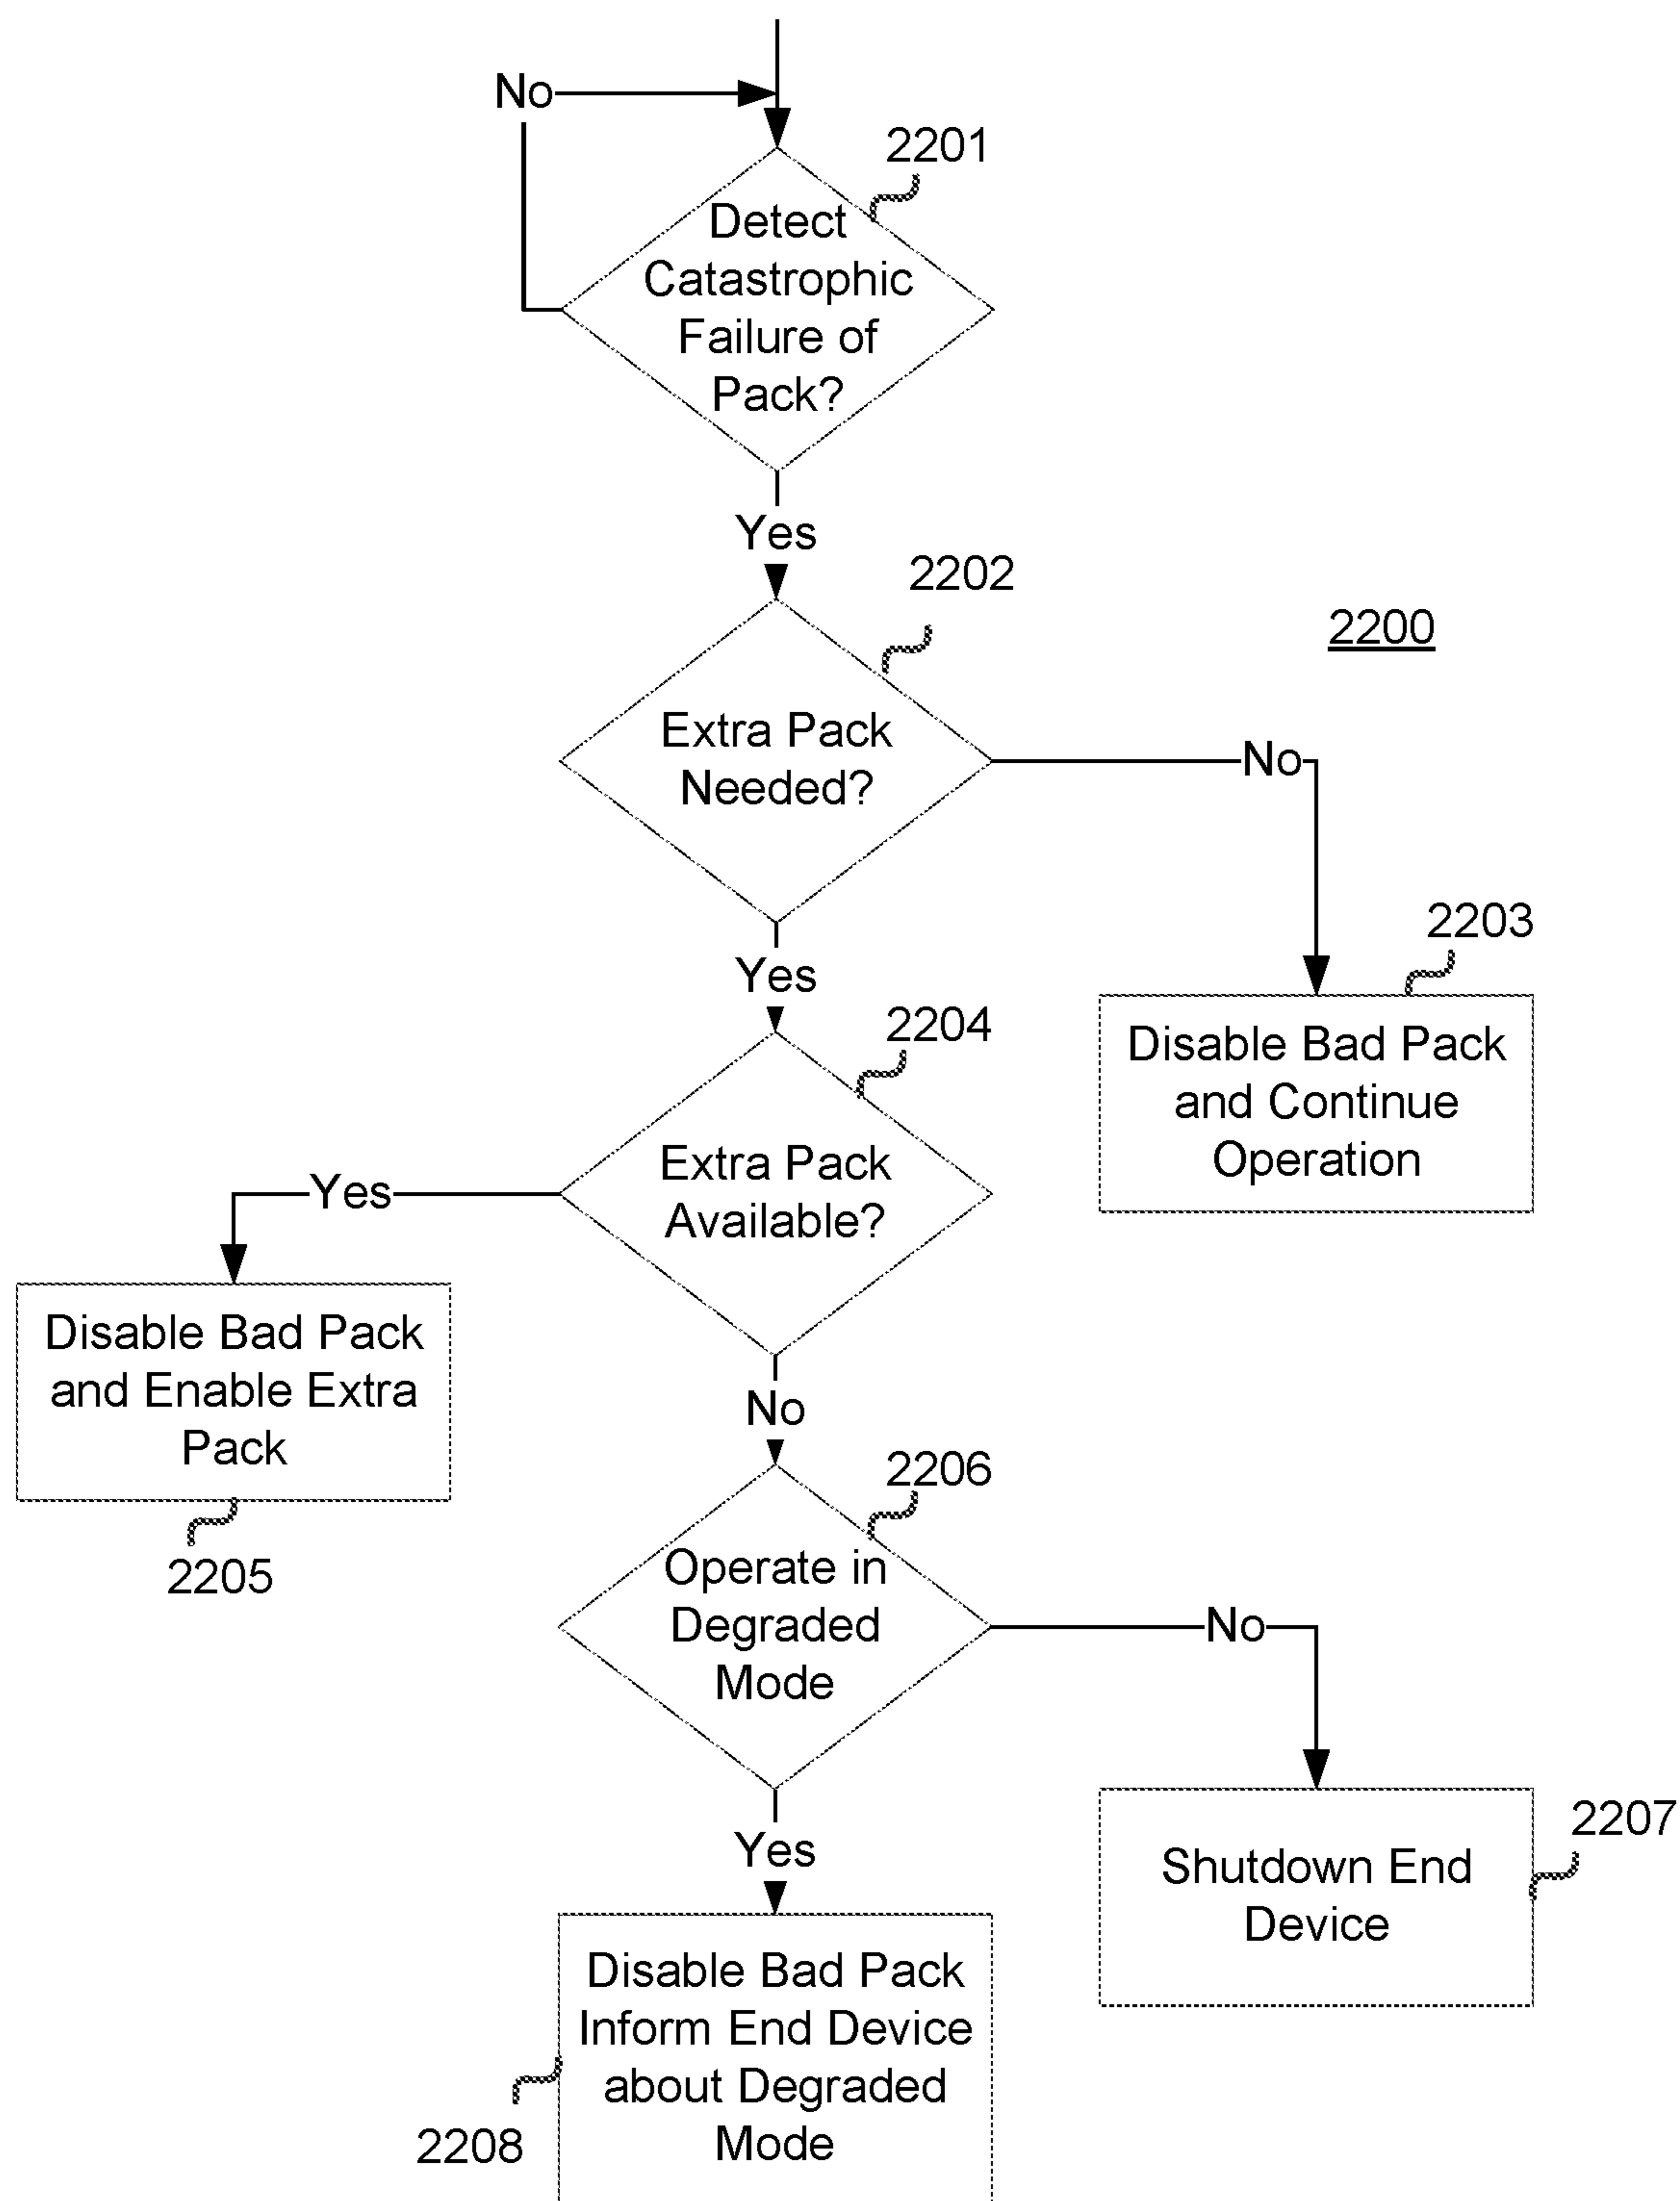 No
2201
Detect
Catastrophic
Failure of
Pack?
Yes
2202
2200
Extra Pack
Needed?
No
2203
Yes
2204
Disable Bad Pack
and Continue
Operation
Extra Pack
Available?
Yes
Disable Bad Pack
and Enable Extra
Pack
2205
No
2206
Operate in
Degraded
Mode
No
2207
Shutdown End
Device
Yes
Disable Bad Pack
Inform End Device
about Degraded
Mode
2208